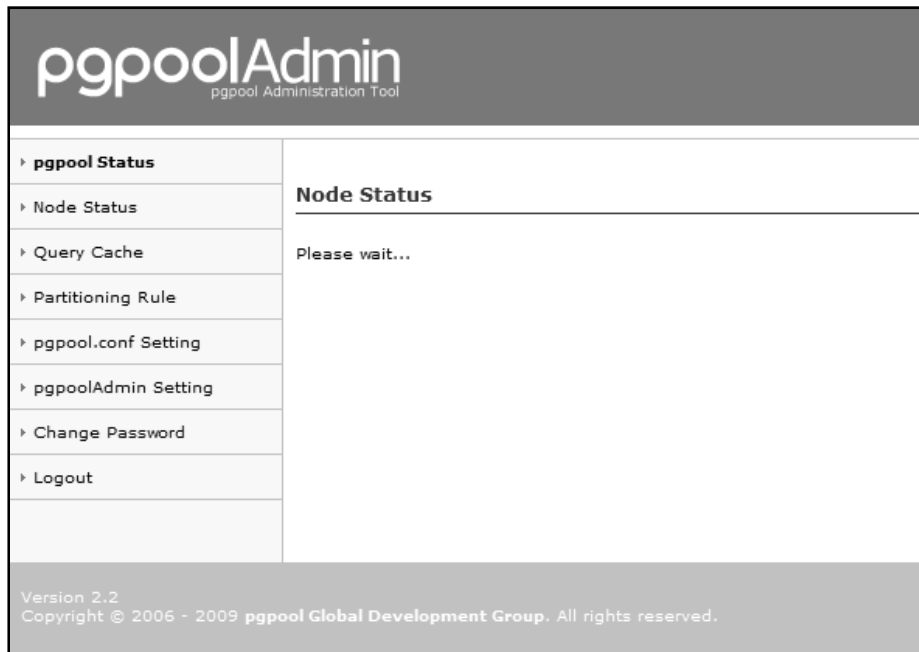 pgpoolAdmin
pgpool Administration Tool
pgpool Status
Node Status
Query Cache
Partitioning Rule
pgpool.conf Setting
pgpoolAdmin Setting
Change Password
Logout
Node Status
Please wait...
Version 2.2
Copyright © 2006 - 2009 pgpool Global Development Group. All rights reserved.